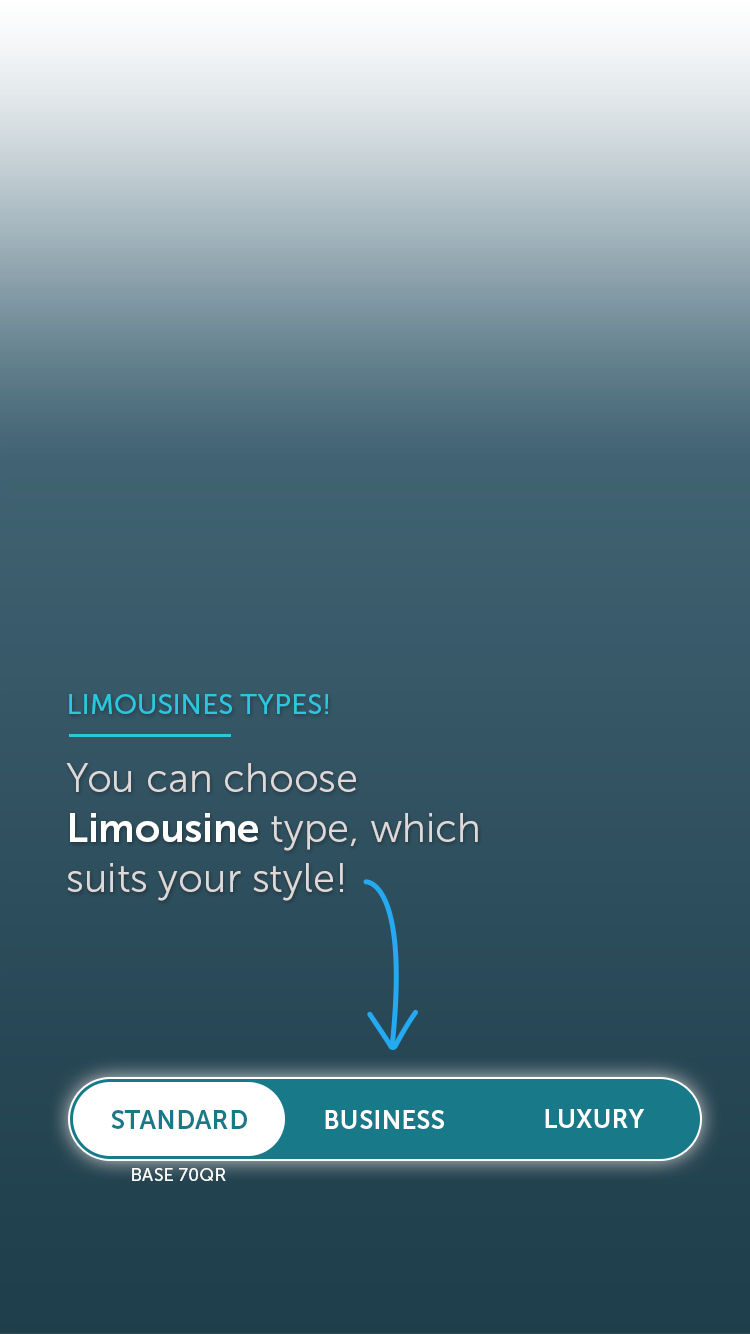 LIMOUSINES TYPES!
You can choose
Limousine type, which
suits your style!
STANDARD BUSINESS LUXURY
BASE 70QR